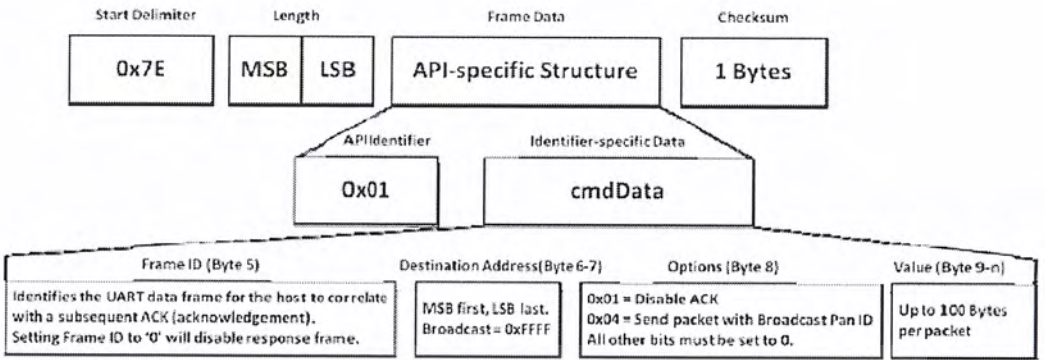 Start Delimiter Length Frame Data Checksum
0x7E MSB LSB API-specific Structure 1 Bytes
API Identifier Identifier-specific Data
0x01 cmdData
Frame ID (Byte 5)
Identifies the UART data frame for the host to correlate
with a subsequent ACK (acknowledgement).
Setting Frame ID to '0' will disable response frame.
Destination Address(Byte 6-7)
MSB first, LSB last.
Broadcast = 0xFFFF
Options (Byte 8)
0x01 = Disable ACK
0x04 = Send packet with Broadcast Pan ID
All other bits must be set to 0.
Value (Byte 9-n)
Up to 100 Bytes
per packet